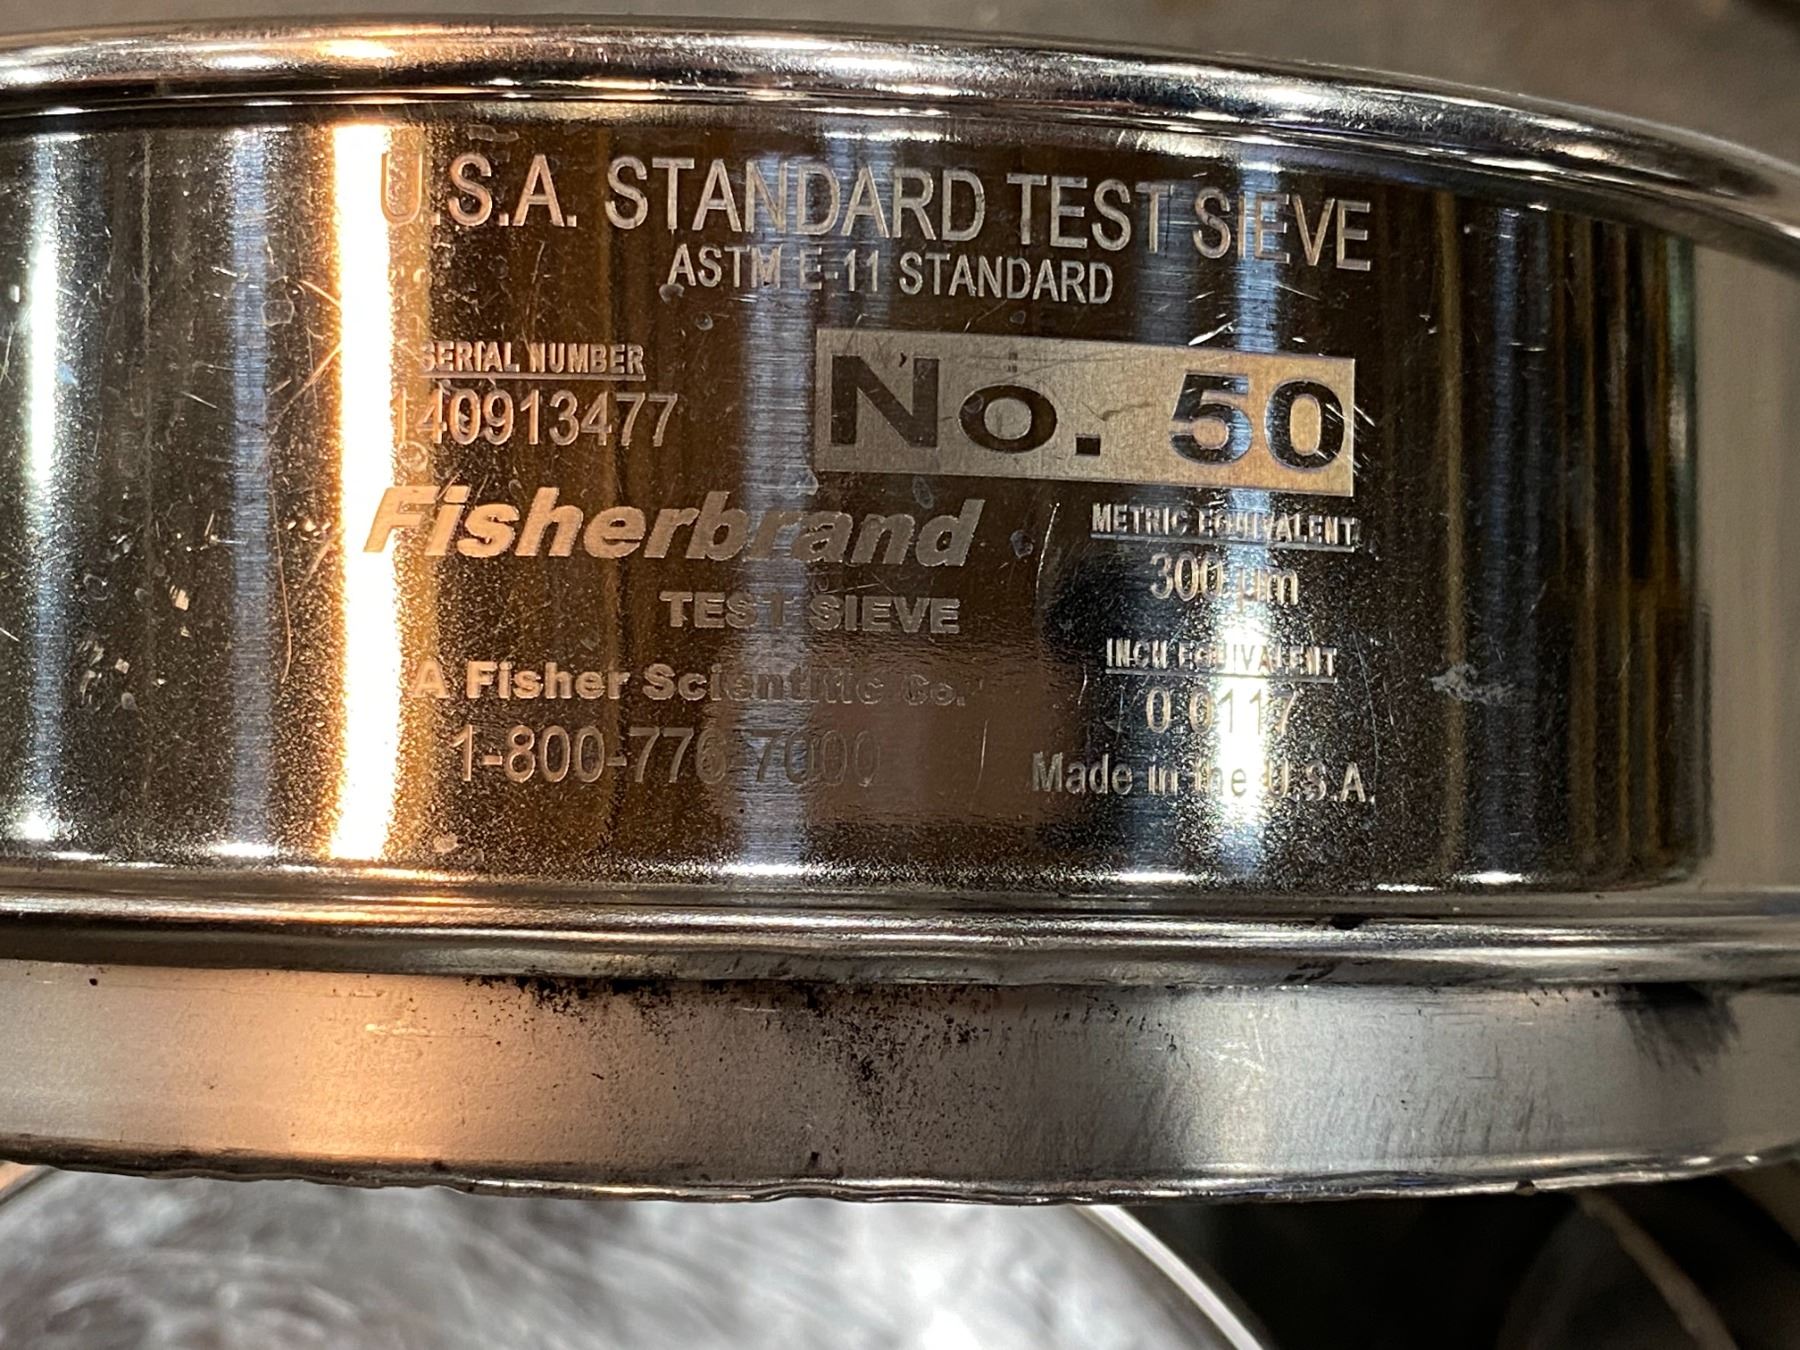 U.S.A. STANDARD TEST SIEVE
ASTM E-11 STANDARD
SERIAL NUMBER
140913477
No. 50
Fisherbrand
TEST SIEVE
A Fisher Scientific Co.
1-800-776-7000
METRIC EQUIVALENT
300 µm
INCH EQUIVALENT
0.0117
Made in the U.S.A.